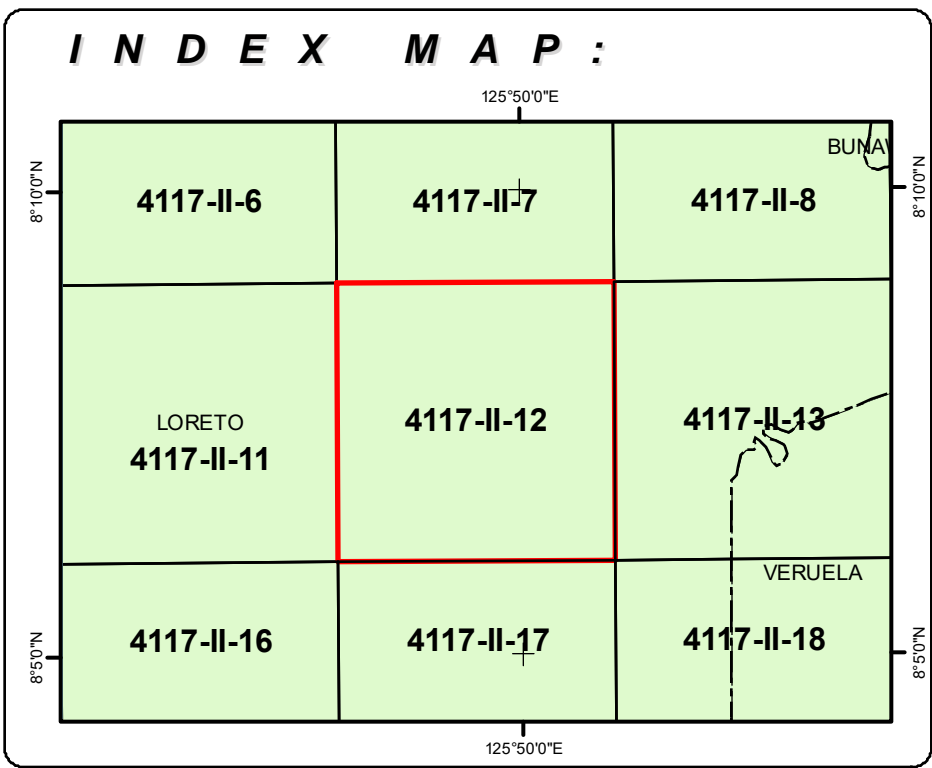 INDEX MAP:
125°50'0"E
BUNAW
8°10'0"N
4117-II-6
4117-II-7
4117-II-8
8°10'0"N
LORETO
4117-II-11
4117-II-12
4117-II-13
VERUELA
8°5'0"N
4117-II-16
4117-II-17
4117-II-18
8°5'0"N
125°50'0"E